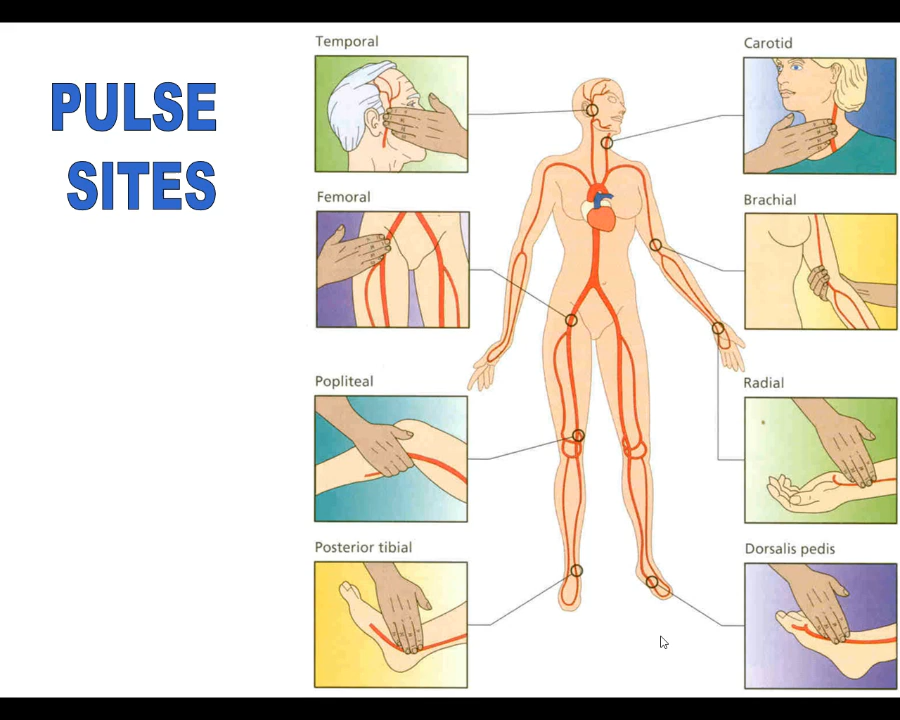 PULSE
SITES
Temporal
Carotid
Femoral
Brachial
Popliteal
Radial
Posterior tibial
Dorsalis pedis